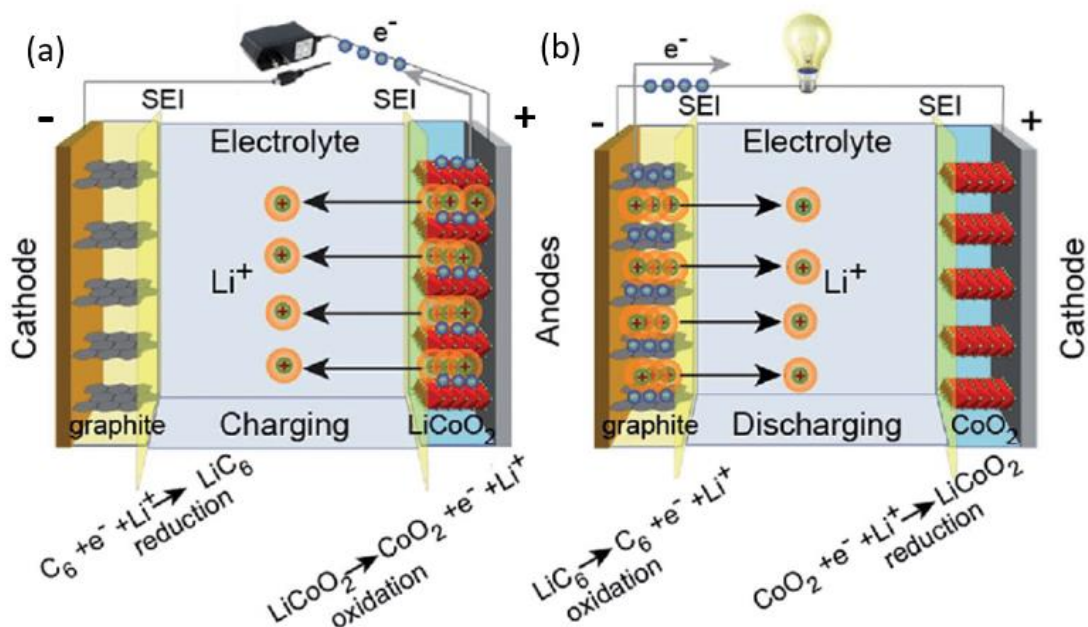 (a)
e⁻
SEI
SEI
-
+
Electrolyte
Cathode
Li⁺
graphite
Charging
LiCoO₂
C₆ +e⁻ +Li⁺→ LiC₆
reduction
LiCoO₂→CoO₂ +e⁻ +Li⁺
oxidation
Anodes
(b)
e⁻
SEI
SEI
-
+
Electrolyte
Li⁺
Cathode
graphite
Discharging
CoO₂
LiC₆→C₆ +e⁻ +Li⁺
oxidation
CoO₂ +e⁻ +Li⁺→LiCoO₂
reduction